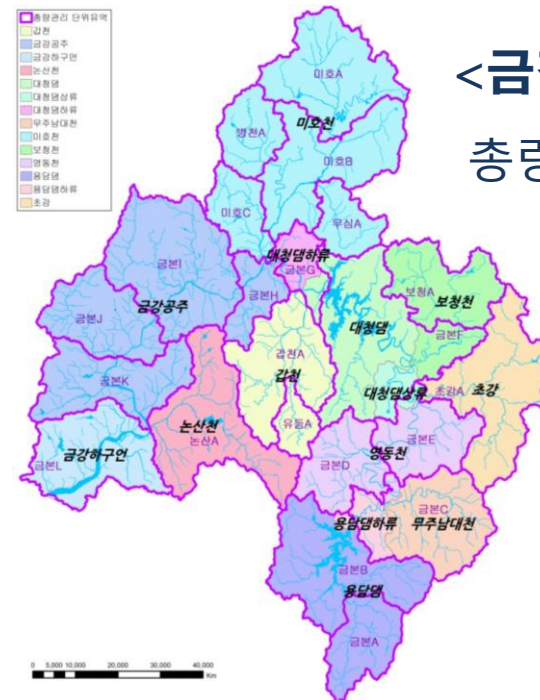 총량관리 단위유역
갑천
금강공주
금강하구언
논산천
대청댐
대청댐상류
대청댐하류
무주남대천
미호천
보청천
영동천
용담댐
용담댐하류
초강
<금
총량
미호A
미호천
병천A
미호B
미호C
무심A
대청댐하류
금본G
금본I
금본H
보청A
보청천
금강공주
대청댐
금본J
금본F
갑천A
갑천
금본K
대청댐상류
초강A
초강
논산천
논산A
유등A
금강하구언
금본L
영동천
금본E
금본D
금본C
용담댐하류
무주남대천
금본B
용담댐
금본A
0 5,000 10,000 20,000 30,000 40,000
Km